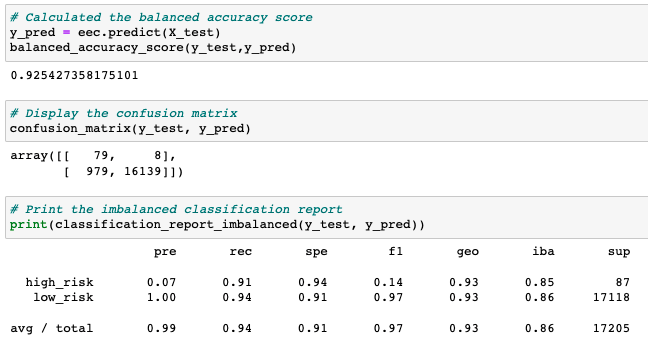 # Calculated the balanced accuracy score
y_pred = eec.predict(X_test)
balanced_accuracy_score(y_test,y_pred)
0.925427358175101
# Display the confusion matrix
confusion_matrix(y_test, y_pred)
array([[   79,     8],
       [  979, 16139]])
# Print the imbalanced classification report
print(classification_report_imbalanced(y_test, y_pred))
pre rec spe f1 geo iba sup
high_risk 0.07 0.91 0.94 0.14 0.93 0.85 87
low_risk 1.00 0.94 0.91 0.97 0.93 0.86 17118
avg / total 0.99 0.94 0.91 0.97 0.93 0.86 17205